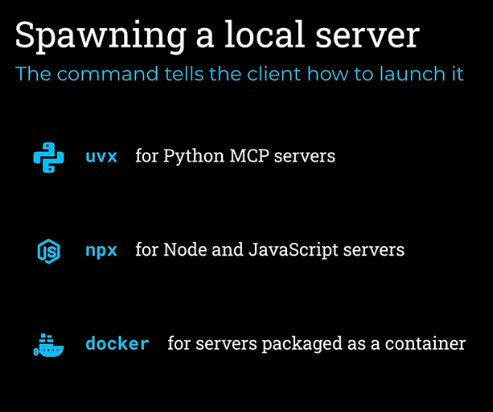 Spawning a local server
The command tells the client how to launch it
uvx for Python MCP servers
JS
npx for Node and JavaScript servers
docker for servers packaged as a container